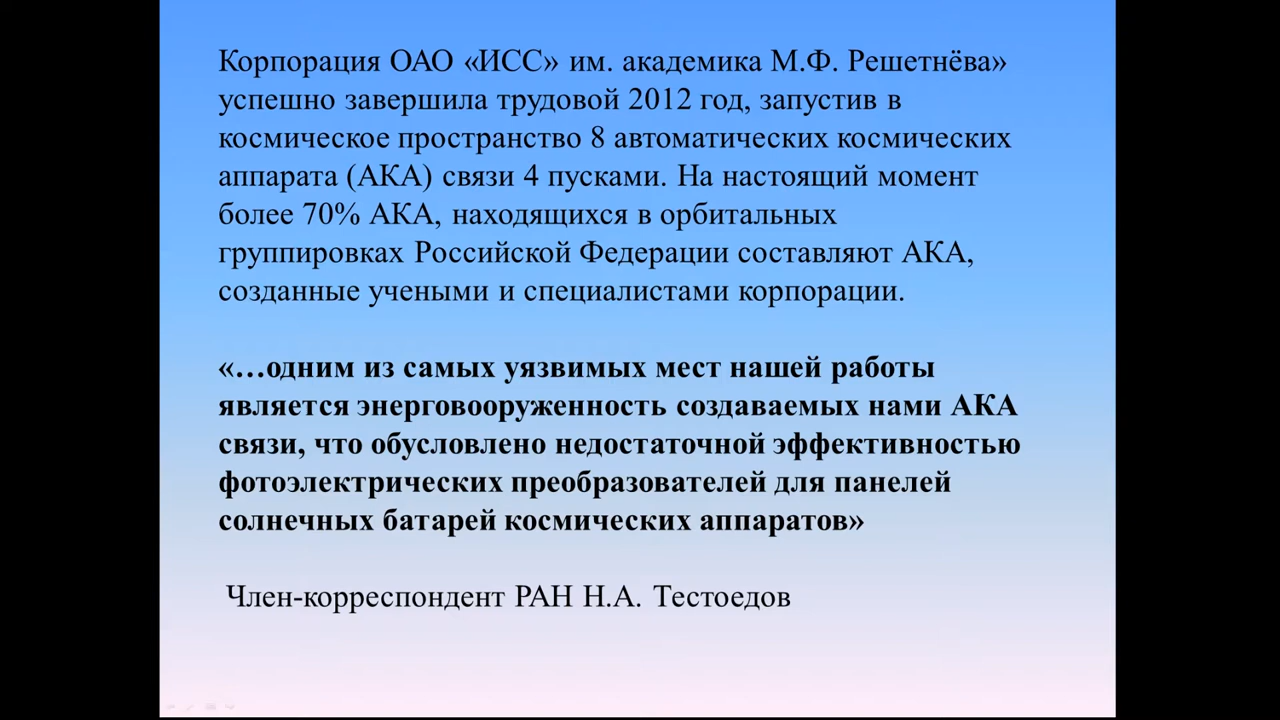 Корпорация ОАО «ИСС» им. академика М.Ф. Решетнёва»
успешно завершила трудовой 2012 год, запустив в
космическое пространство 8 автоматических космических
аппарата (АКА) связи 4 пусками. На настоящий момент
более 70% АКА, находящихся в орбитальных
группировках Российской Федерации составляют АКА,
созданные учеными и специалистами корпорации.
«…одним из самых уязвимых мест нашей работы
является энерговооруженность создаваемых нами АКА
связи, что обусловлено недостаточной эффективностью
фотоэлектрических преобразователей для панелей
солнечных батарей космических аппаратов»
Член-корреспондент РАН Н.А. Тестоедов